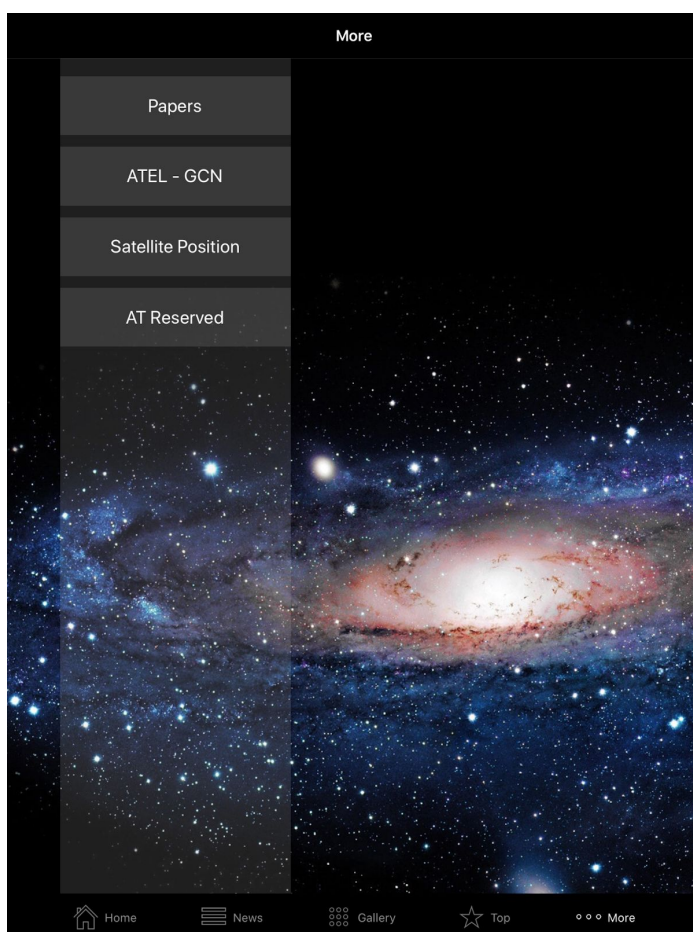 More
Papers
ATEL - GCN
Satellite Position
AT Reserved
Home
News
Gallery
Top
More